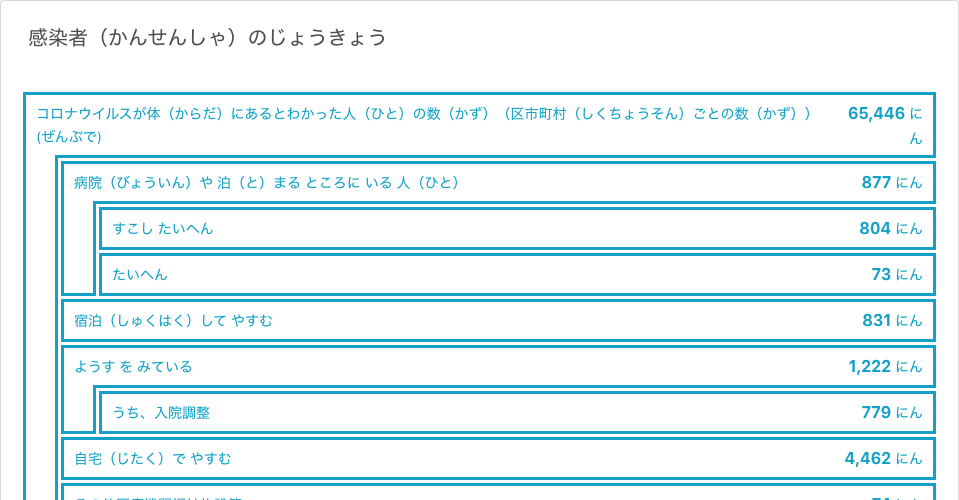 感染者（かんせんしゃ）のじょうきょう
コロナウイルスが体（からだ）にあるとわかった人（ひと）の数（かず）（区市町村（しくちょうそん）ごとの数（かず）） 65,446 に
(ぜんぶで) ん
病院（びょういん）や 泊（と）まる ところに いる 人（ひと） 877 にん
すこし たいへん 804 にん
たいへん 73 にん
宿泊（しゅくはく）して やすむ 831 にん
ようす を みている 1,222 にん
うち、入院調整 779 にん
自宅（じたく）で やすむ 4,462 にん